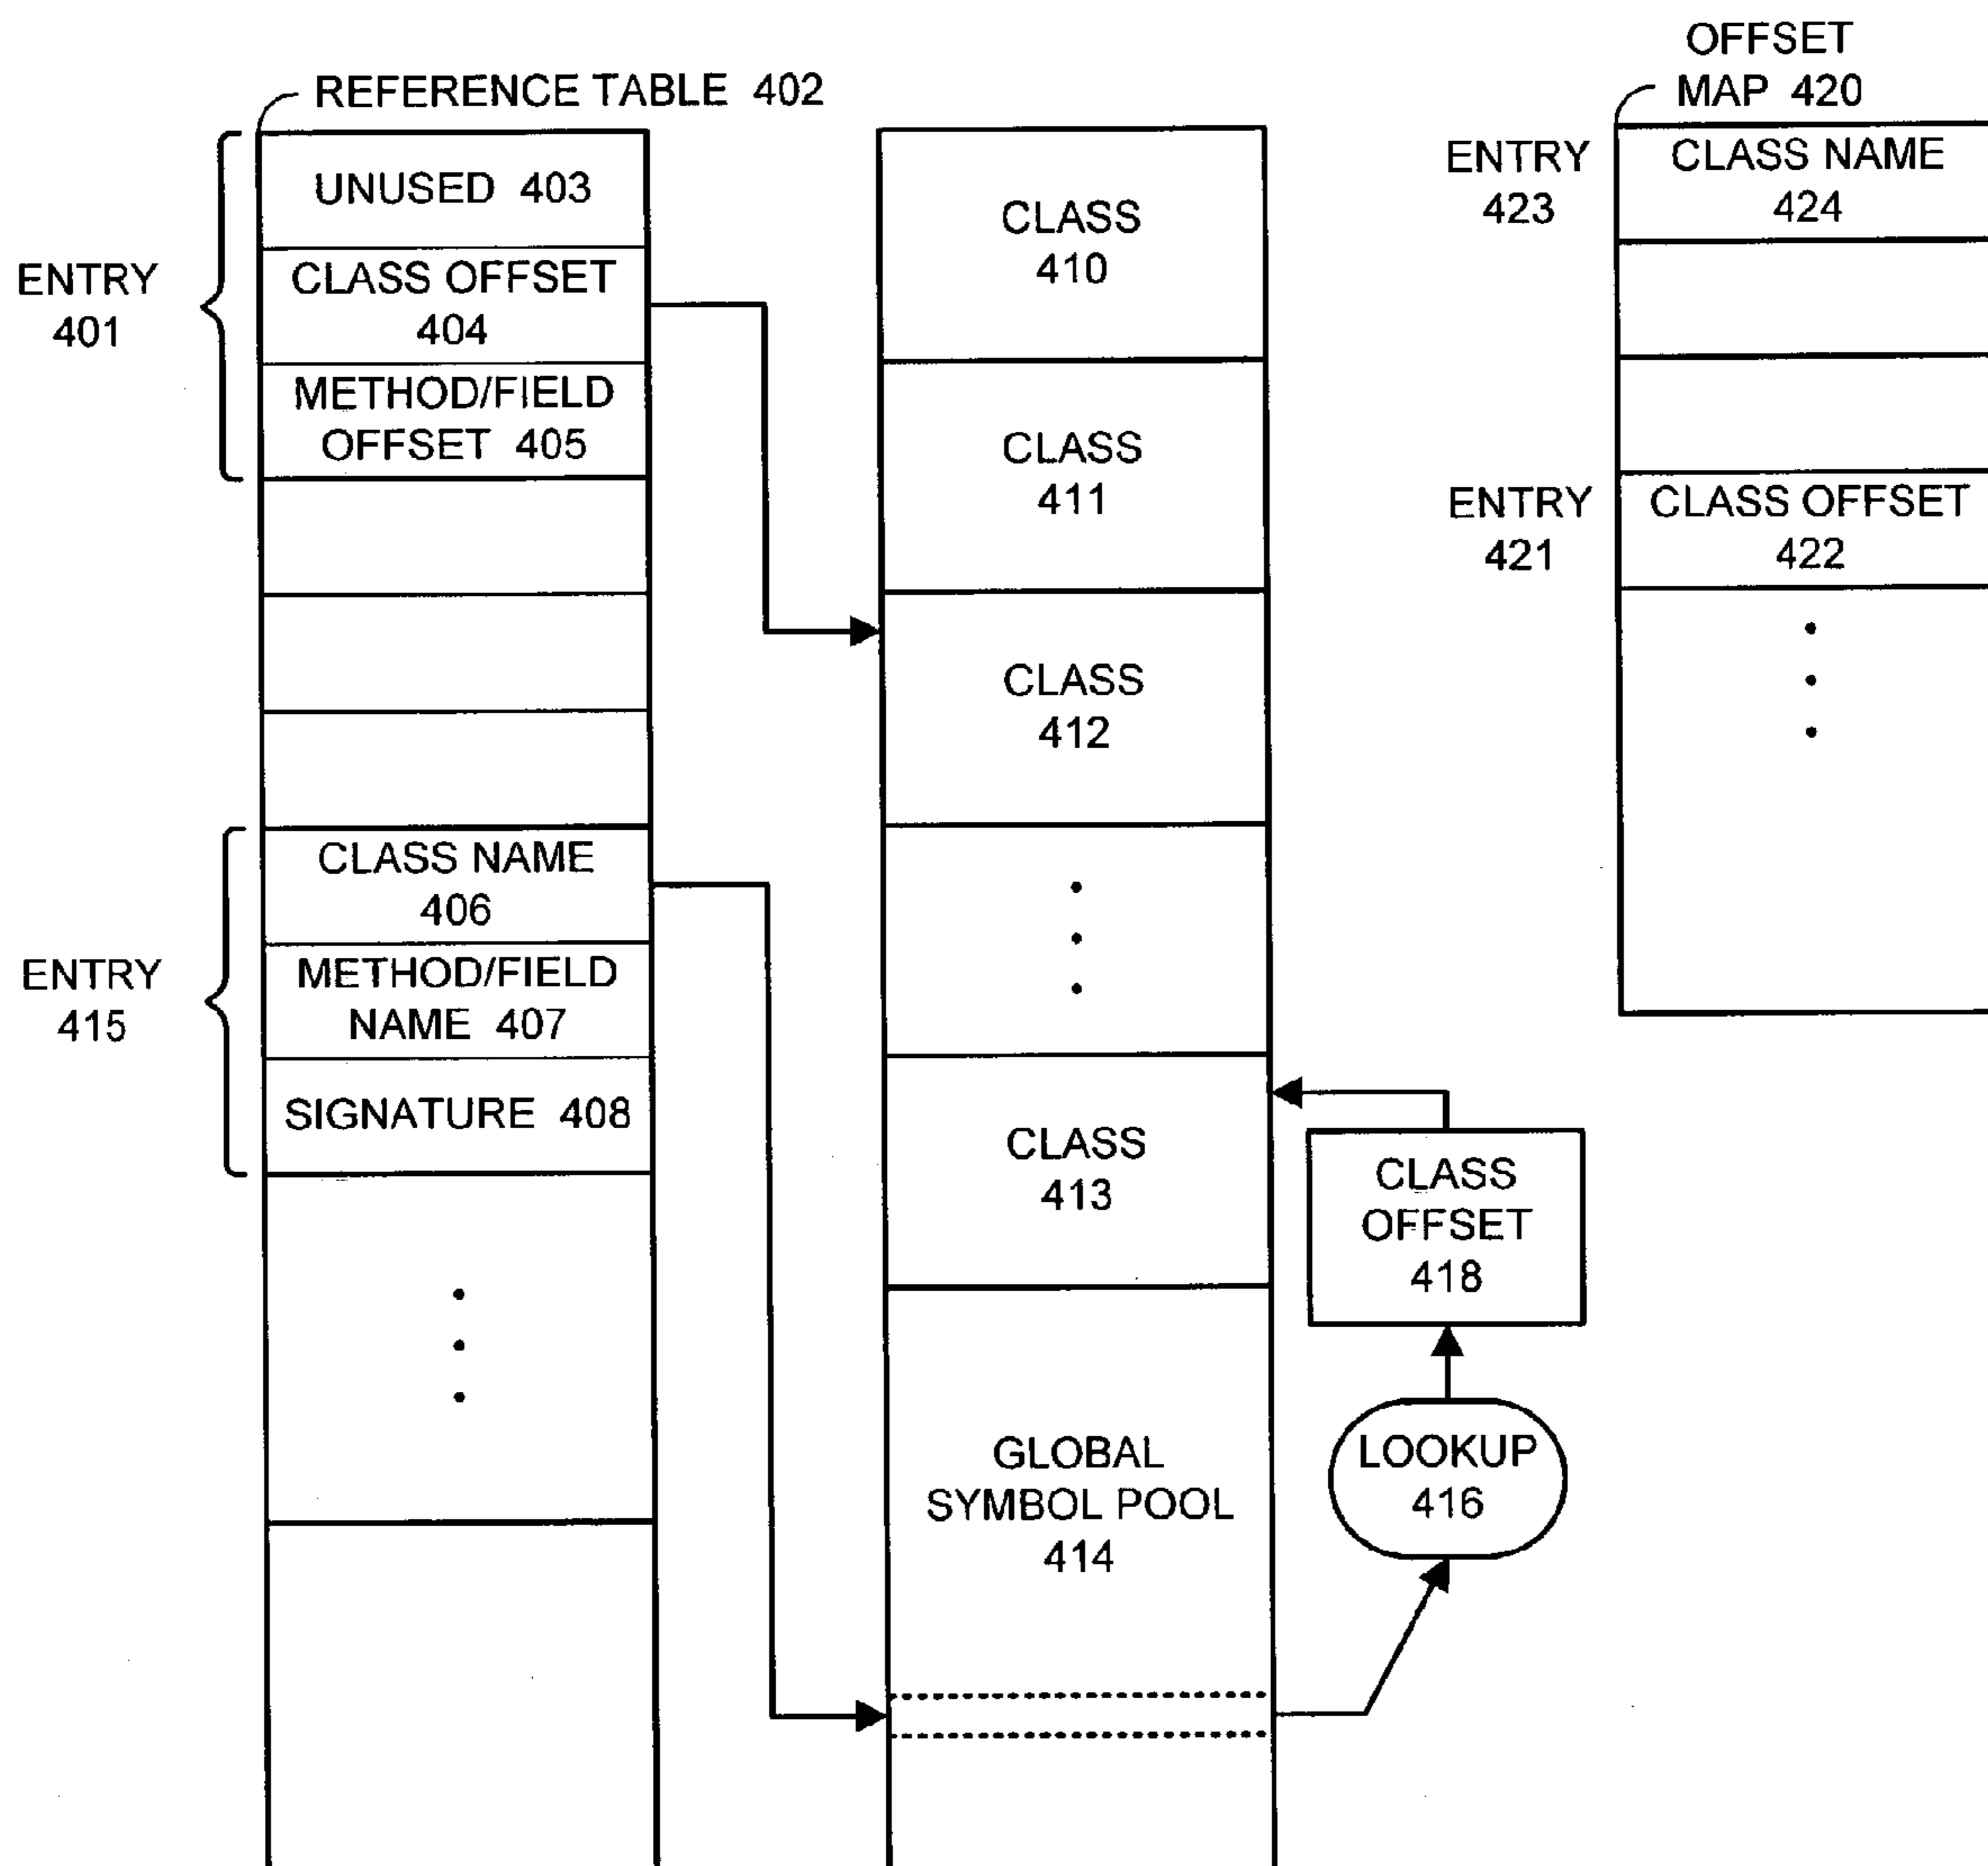 REFERENCE TABLE 402
ENTRY
401
UNUSED 403
CLASS OFFSET
404
METHOD/FIELD
OFFSET 405
ENTRY
415
CLASS NAME
406
METHOD/FIELD
NAME 407
SIGNATURE 408
CLASS
410
CLASS
411
CLASS
412
CLASS
413
GLOBAL
SYMBOL POOL
414
CLASS
OFFSET
418
LOOKUP
416
OFFSET
MAP 420
ENTRY
423
CLASS NAME
424
ENTRY
421
CLASS OFFSET
422